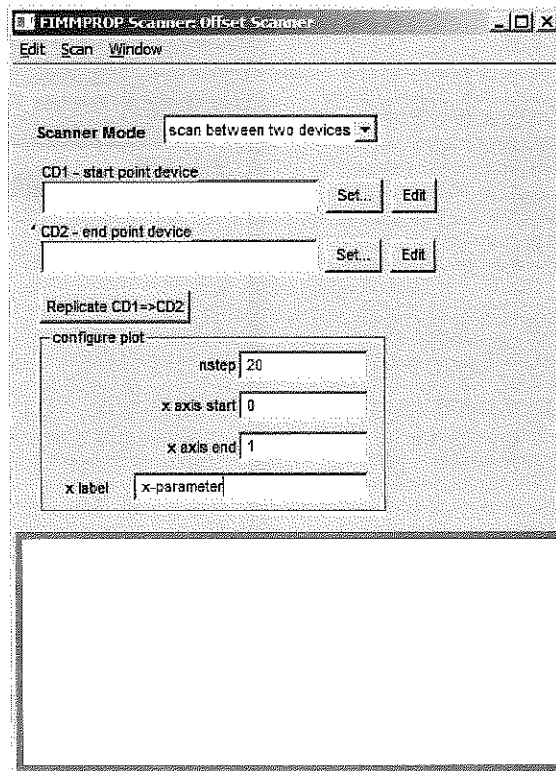 FIMMPROP Scanner: Offset Scanner
Edit Scan Window
Scanner Mode scan between two devices
CD1 - start point device
Set... Edit
CD2 - end point device
Set... Edit
Replicate CD1=>CD2
configure plot
nstep 20
x axis start 0
x axis end 1
x label x-parameter